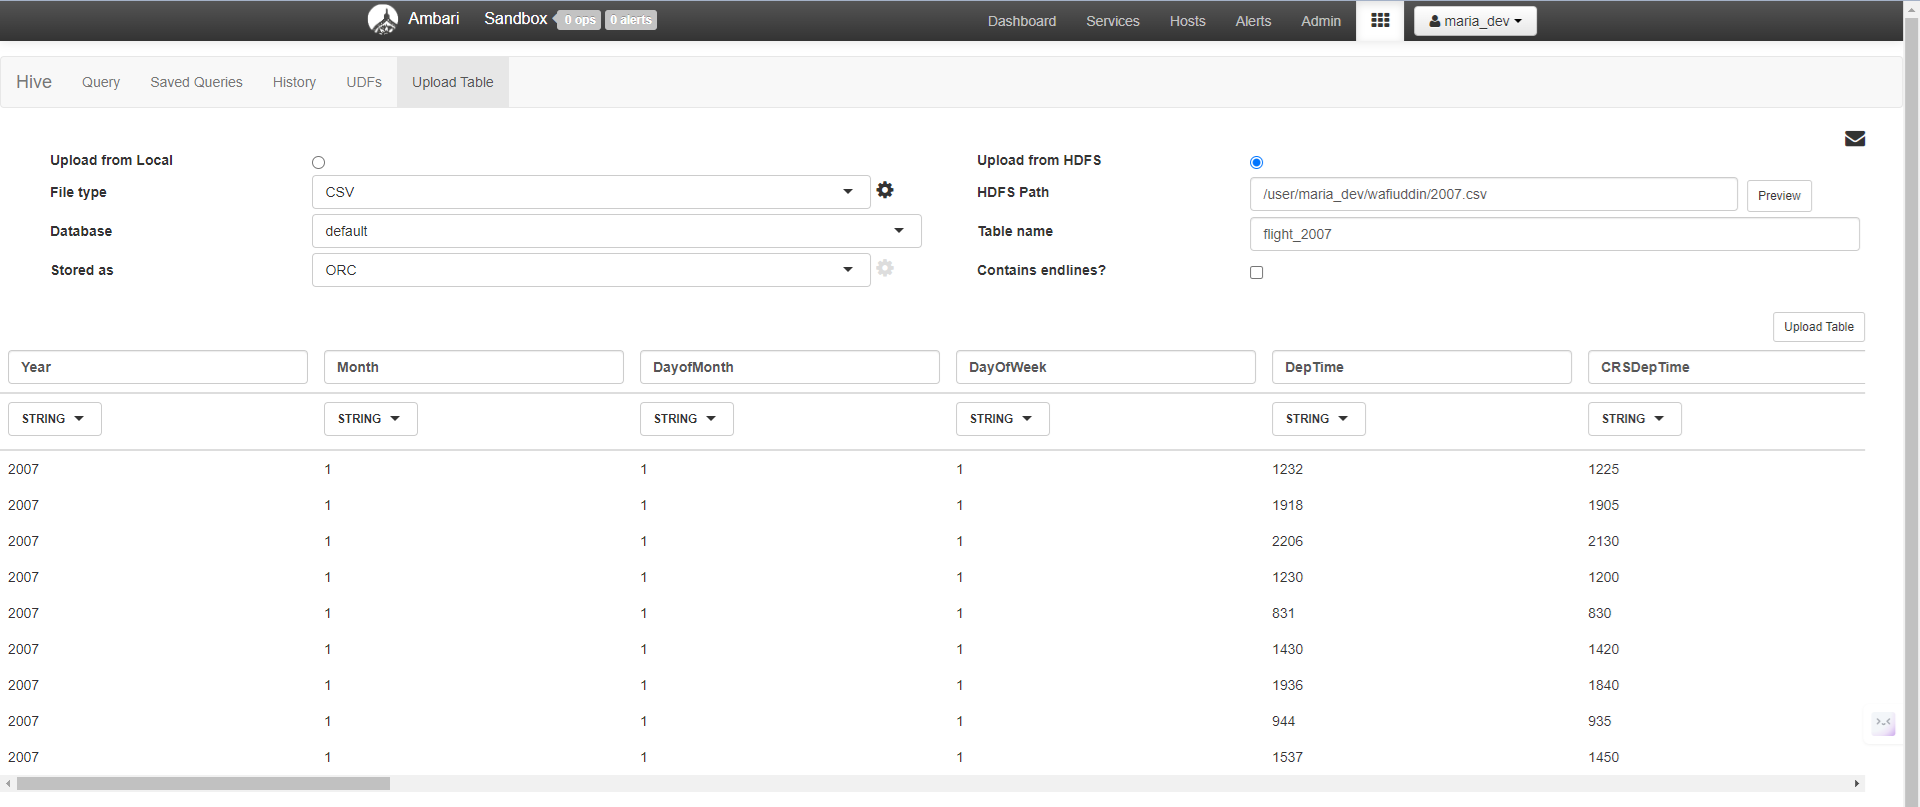 Ambari Sandbox 0 ops 0 alerts Dashboard Services Hosts Alerts Admin maria_dev
Hive Query Saved Queries History UDFs Upload Table
Upload from Local Upload from HDFS
File type CSV HDFS Path /user/maria_dev/wafiuddin/2007.csv Preview
Database default Table name flight_2007
Stored as ORC Contains endlines?
Upload Table
Year Month DayofMonth DayOfWeek DepTime CRSDepTime
STRING STRING STRING STRING STRING STRING
2007 1 1 1 1232 1225
2007 1 1 1 1918 1905
2007 1 1 1 2206 2130
2007 1 1 1 1230 1200
2007 1 1 1 831 830
2007 1 1 1 1430 1420
2007 1 1 1 1936 1840
2007 1 1 1 944 935
2007 1 1 1 1537 1450